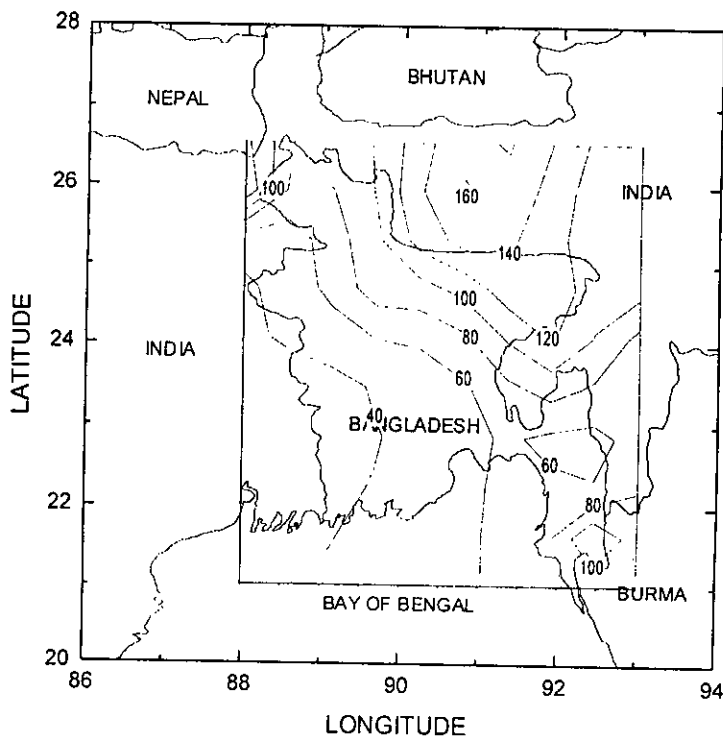 28
BHUTAN
NEPAL
26
100
160
INDIA
140
100
24
INDIA
120
80
60
40
BANGLADESH
60
22
80
100
BURMA
BAY OF BENGAL
20
86
88
90
92
94
LATITUDE
LONGITUDE